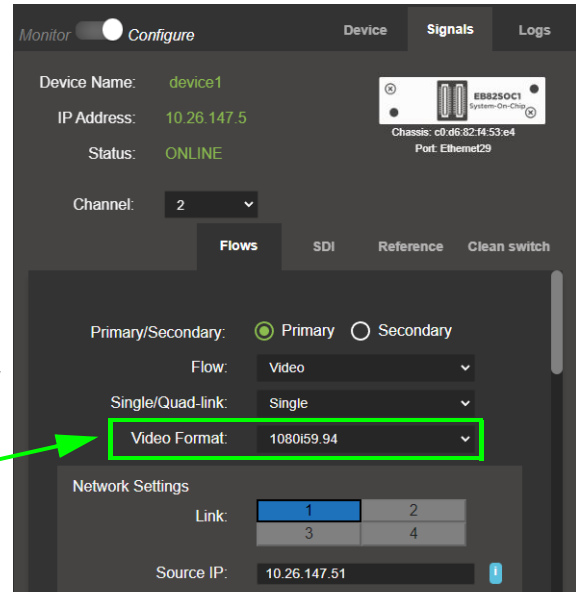 Monitor Configure Device Signals Logs
Device Name: device1
IP Address: 10.26.147.5
Status: ONLINE
EB82SOC1
System-On-Chip
Chassis: c0:d6:82:f4:53:e4
Port: Ethernet29
Channel: 2
Flows SDI Reference Clean switch
Primary/Secondary: Primary Secondary
Flow: Video
Single/Quad-link: Single
Video Format: 1080i59.94
Network Settings
Link: 1 2
3 4
Source IP: 10.26.147.51 i